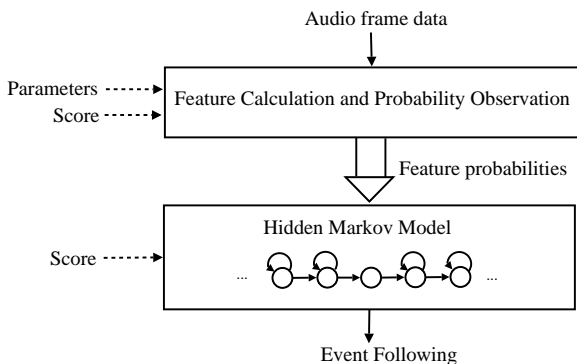 Audio frame data
Parameters
Score
Feature Calculation and Probability Observation
Feature probabilities
Hidden Markov Model
Score
... ...
Event Following